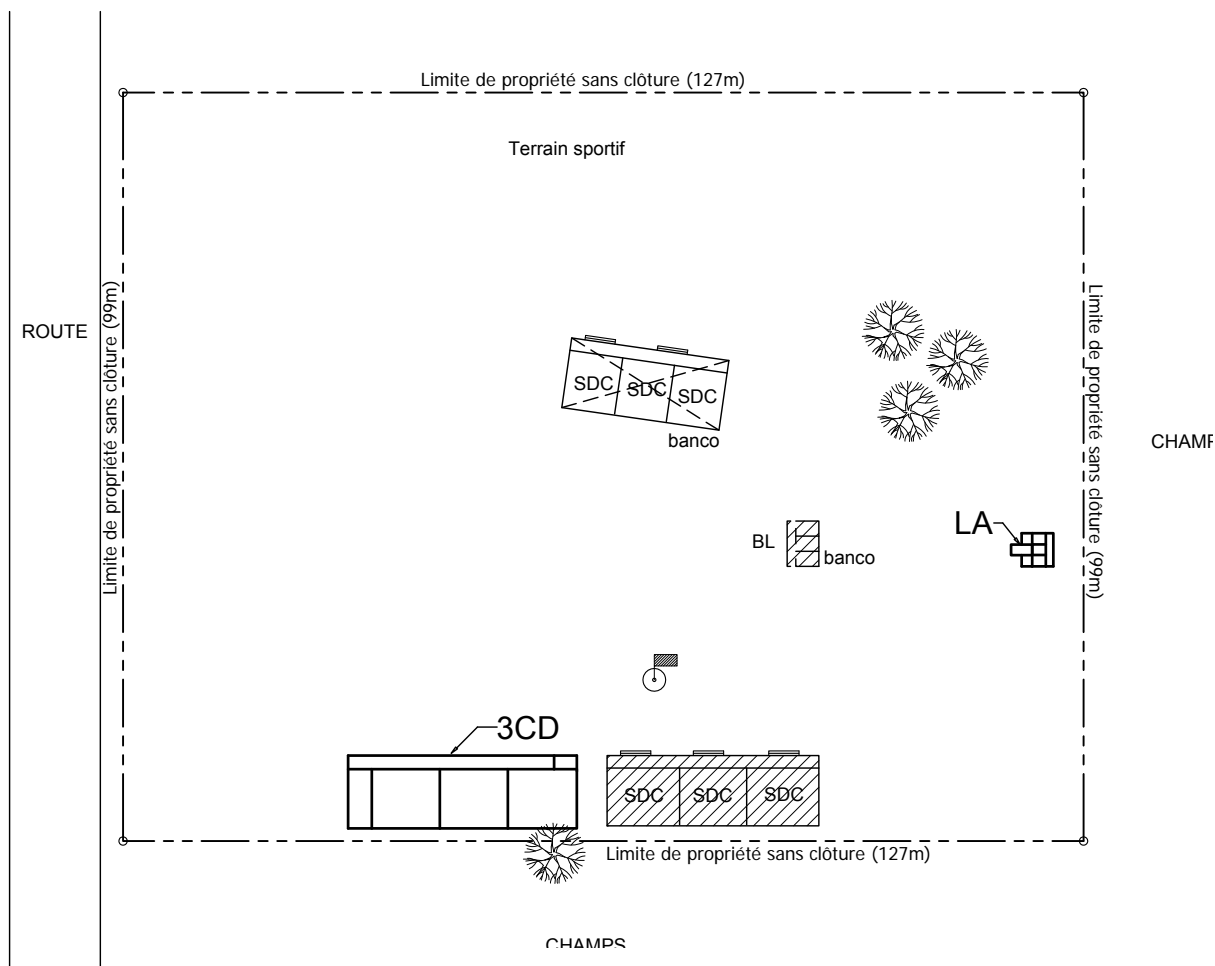 Limite de propriété sans clôture (127m)
Terrain sportif
ROUTE
Limite de propriété sans clôture (99m)
Limite de propriété sans clôture (99m)
SDC
SDC
SDC
banco
CHAMP
LA
BL
banco
3CD
SDC
SDC
SDC
Limite de propriété sans clôture (127m)
CHAMPS